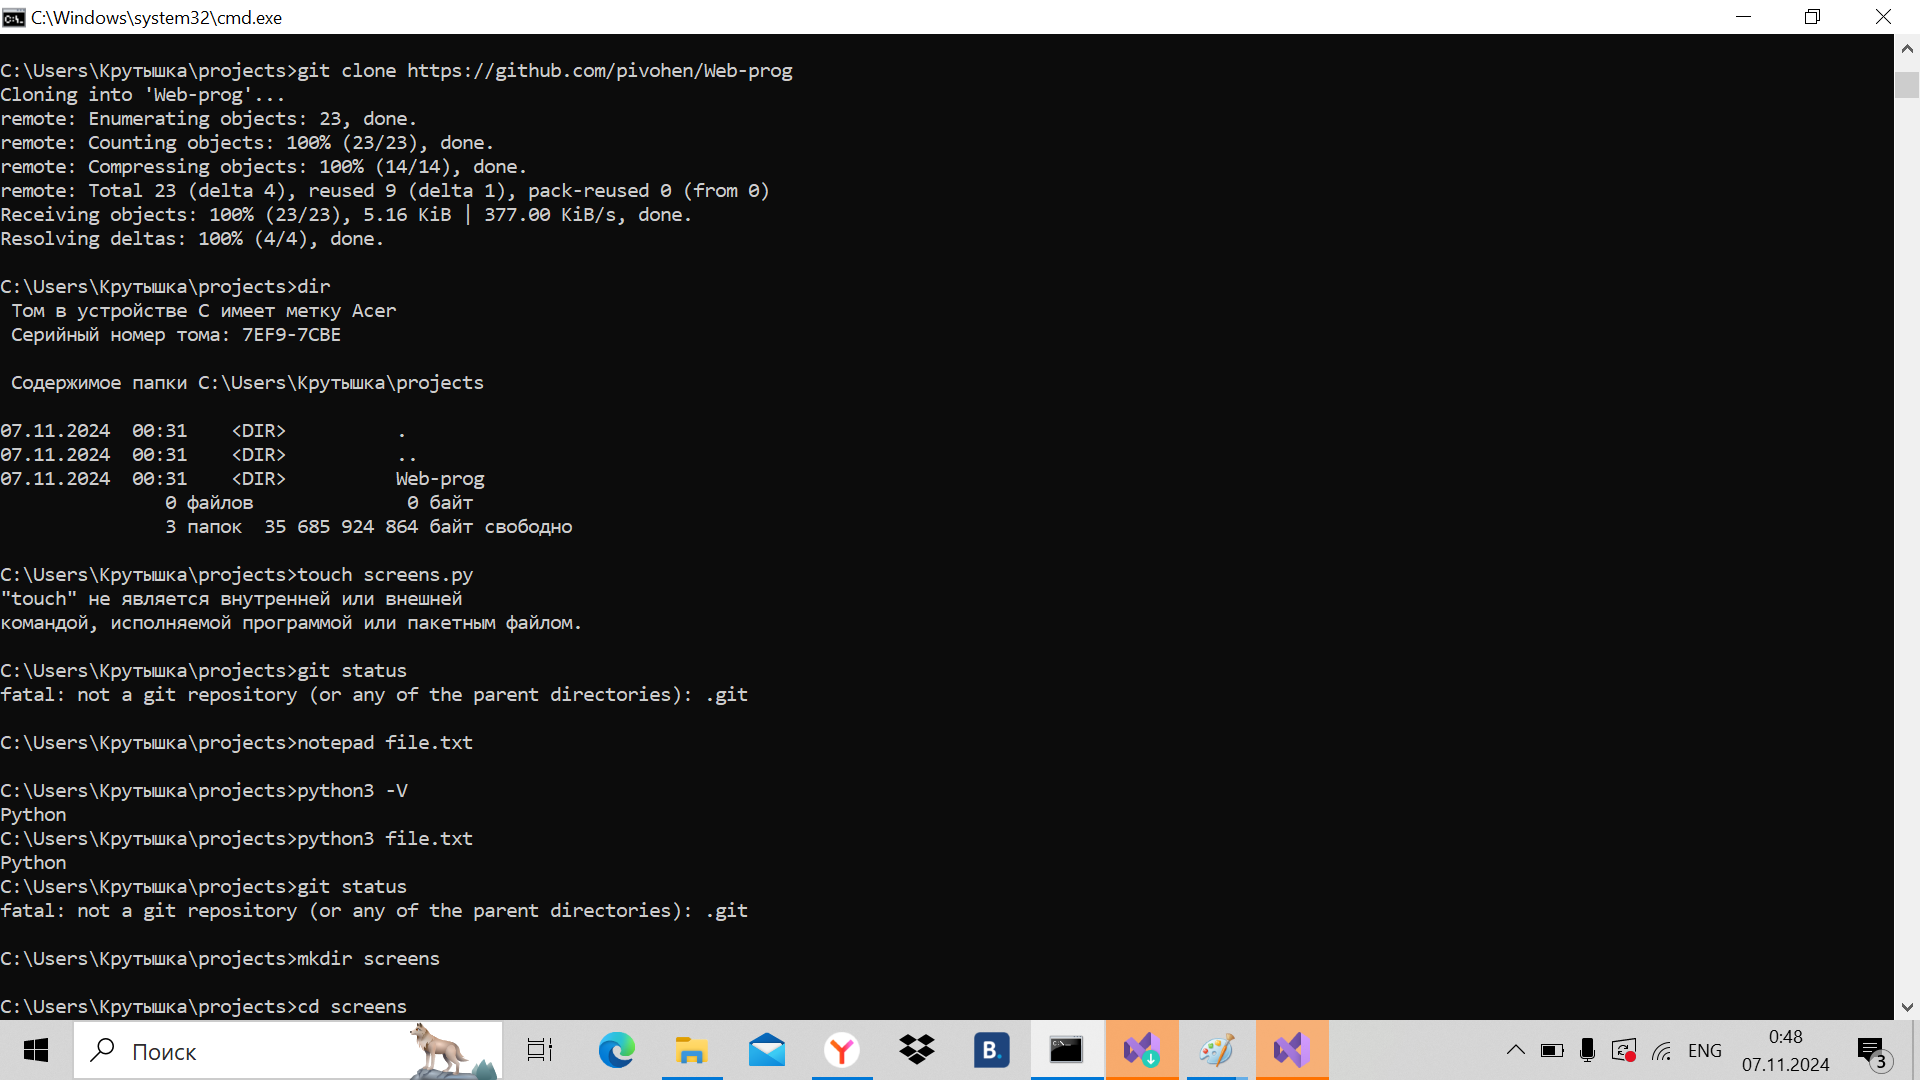 C:\Windows\system32\cmd.exe
C:\Users\Крутышка\projects>git clone https://github.com/pivohen/Web-prog
Cloning into 'Web-prog'...
remote: Enumerating objects: 23, done.
remote: Counting objects: 100% (23/23), done.
remote: Compressing objects: 100% (14/14), done.
remote: Total 23 (delta 4), reused 9 (delta 1), pack-reused 0 (from 0)
Receiving objects: 100% (23/23), 5.16 KiB | 377.00 KiB/s, done.
Resolving deltas: 100% (4/4), done.
C:\Users\Крутышка\projects>dir
Том в устройстве C имеет метку Acer
Серийный номер тома: 7EF9-7CBE
Содержимое папки C:\Users\Крутышка\projects
07.11.2024  00:31    <DIR>          .
07.11.2024  00:31    <DIR>          ..
07.11.2024  00:31    <DIR>          Web-prog
0 файлов              0 байт
3 папок  35 685 924 864 байт свободно
C:\Users\Крутышка\projects>touch screens.py
"touch" не является внутренней или внешней
командой, исполняемой программой или пакетным файлом.
C:\Users\Крутышка\projects>git status
fatal: not a git repository (or any of the parent directories): .git
C:\Users\Крутышка\projects>notepad file.txt
C:\Users\Крутышка\projects>python3 -V
Python
C:\Users\Крутышка\projects>python3 file.txt
Python
C:\Users\Крутышка\projects>git status
fatal: not a git repository (or any of the parent directories): .git
C:\Users\Крутышка\projects>mkdir screens
C:\Users\Крутышка\projects>cd screens
Поиск
B.
ENG
0:48
07.11.2024
3